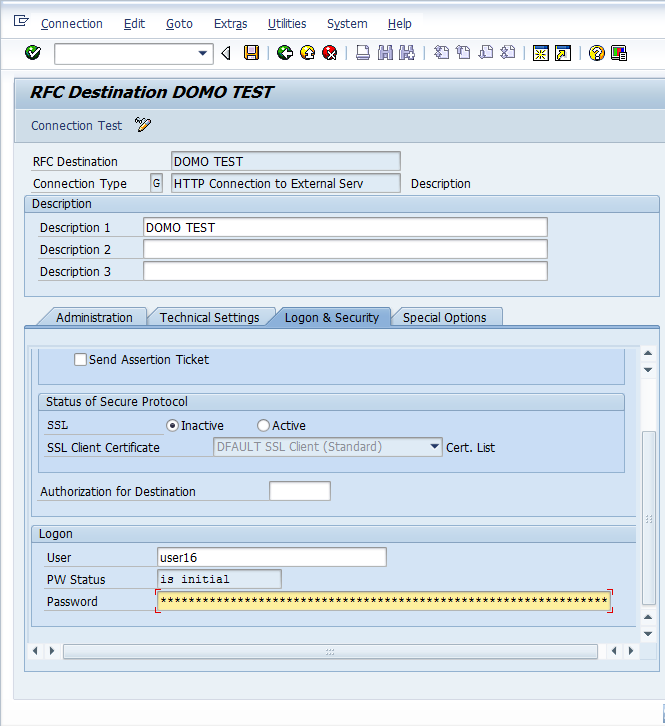 Connection Edit Goto Extras Utilities System Help
RFC Destination DOMO TEST
Connection Test
RFC Destination DOMO TEST
Connection Type G HTTP Connection to External Serv Description
Description
Description 1 DOMO TEST
Description 2
Description 3
Administration Technical Settings Logon & Security Special Options
Send Assertion Ticket
Status of Secure Protocol
SSL Inactive Active
SSL Client Certificate DFAULT SSL Client (Standard) Cert. List
Authorization for Destination
Logon
User user16
PW Status is initial
Password ****************************************************************